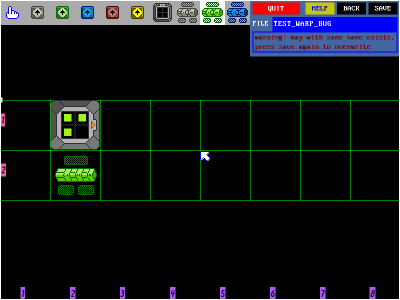 QUIT HELP BACK SAVE
FILE TEST_WARP_BUG
warning: map with same name exists.
press save again to overwrite
1
2
1 2 3 4 5 6 7 8